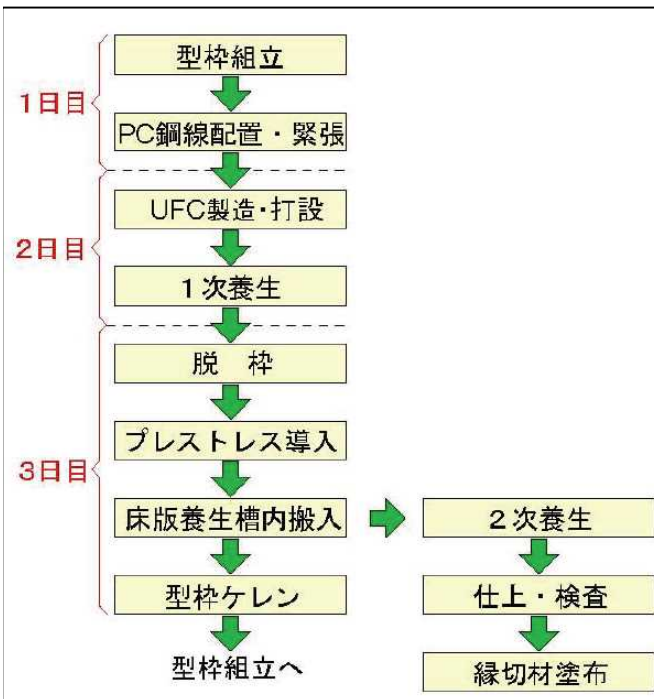 型枠組立
1日目
PC鋼線配置・緊張
UFC製造・打設
2日目
1次養生
脱　枠
プレストレス導入
3日目
床版養生槽内搬入
2次養生
型枠ケレン
仕上・検査
型枠組立へ
縁切材塗布